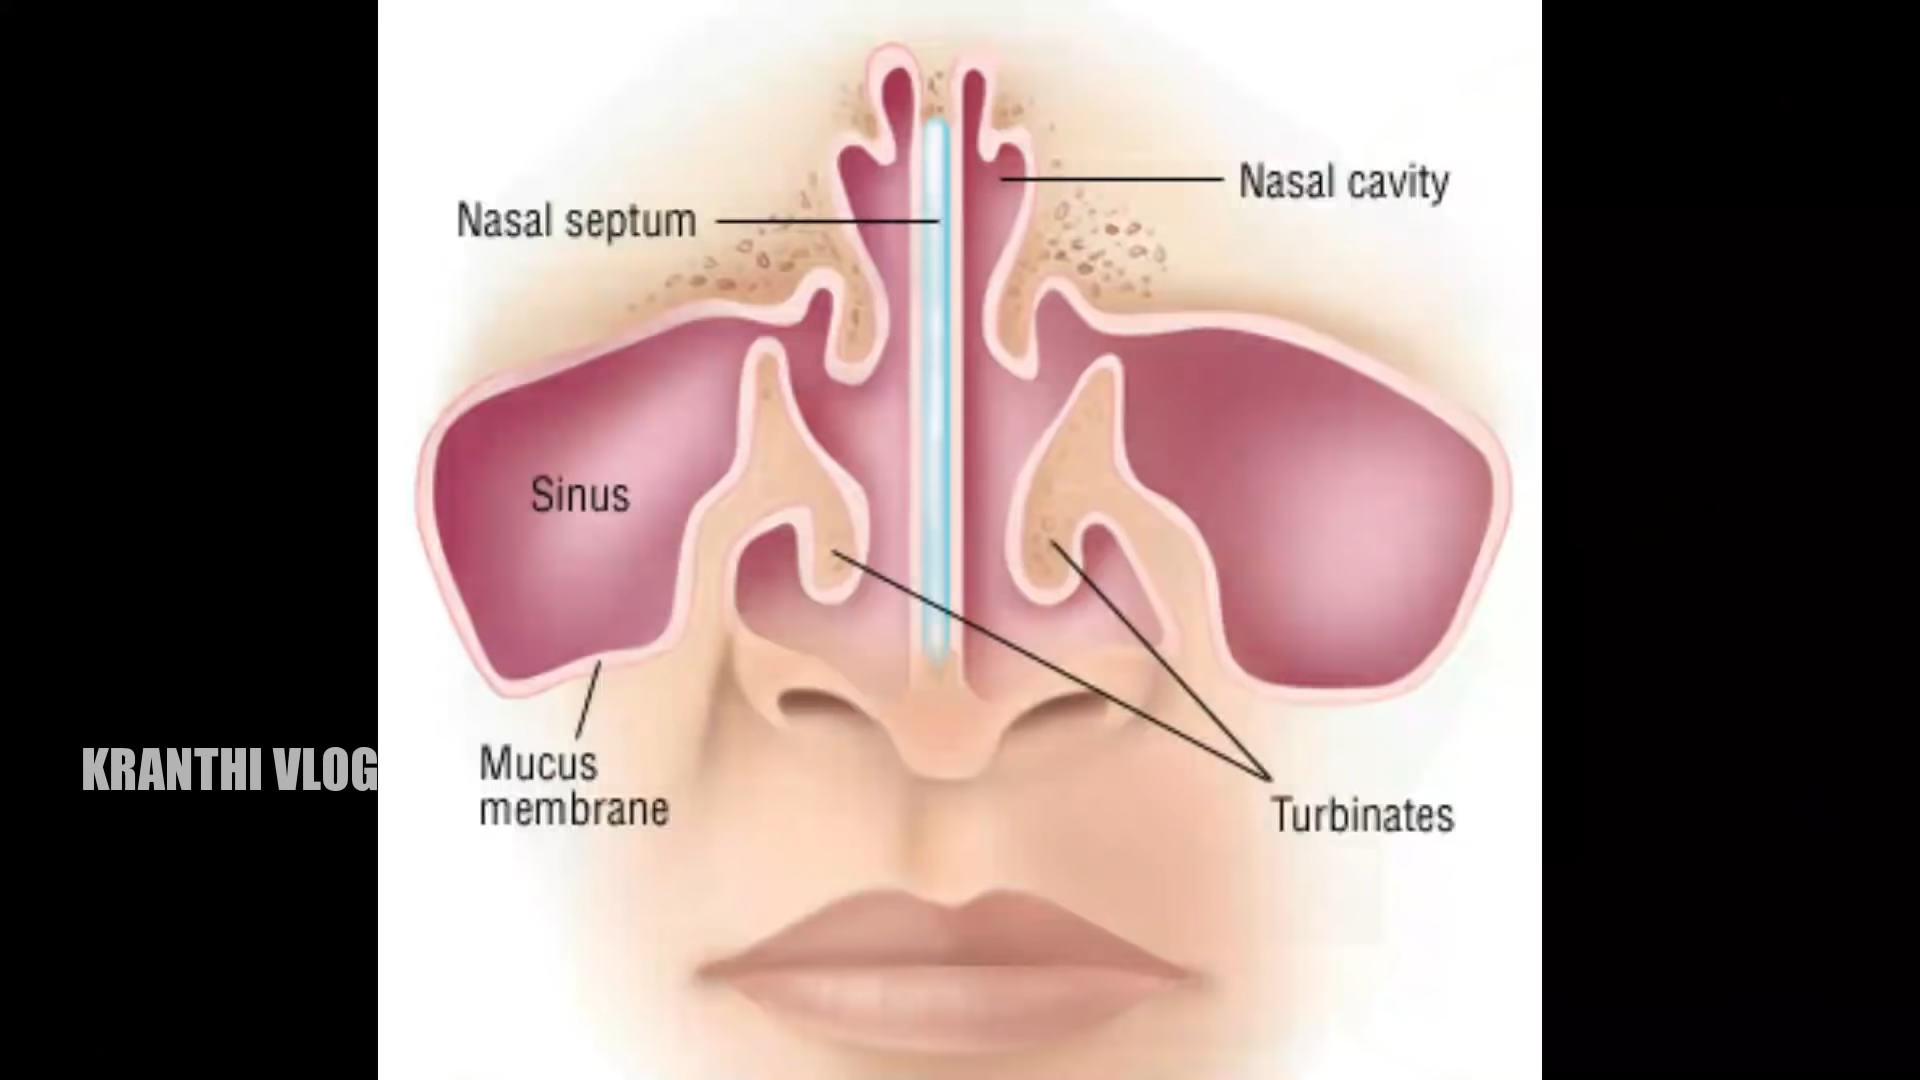 Nasal cavity
Nasal septum
Sinus
Mucus
membrane
Turbinates
KRANTHI VLOG